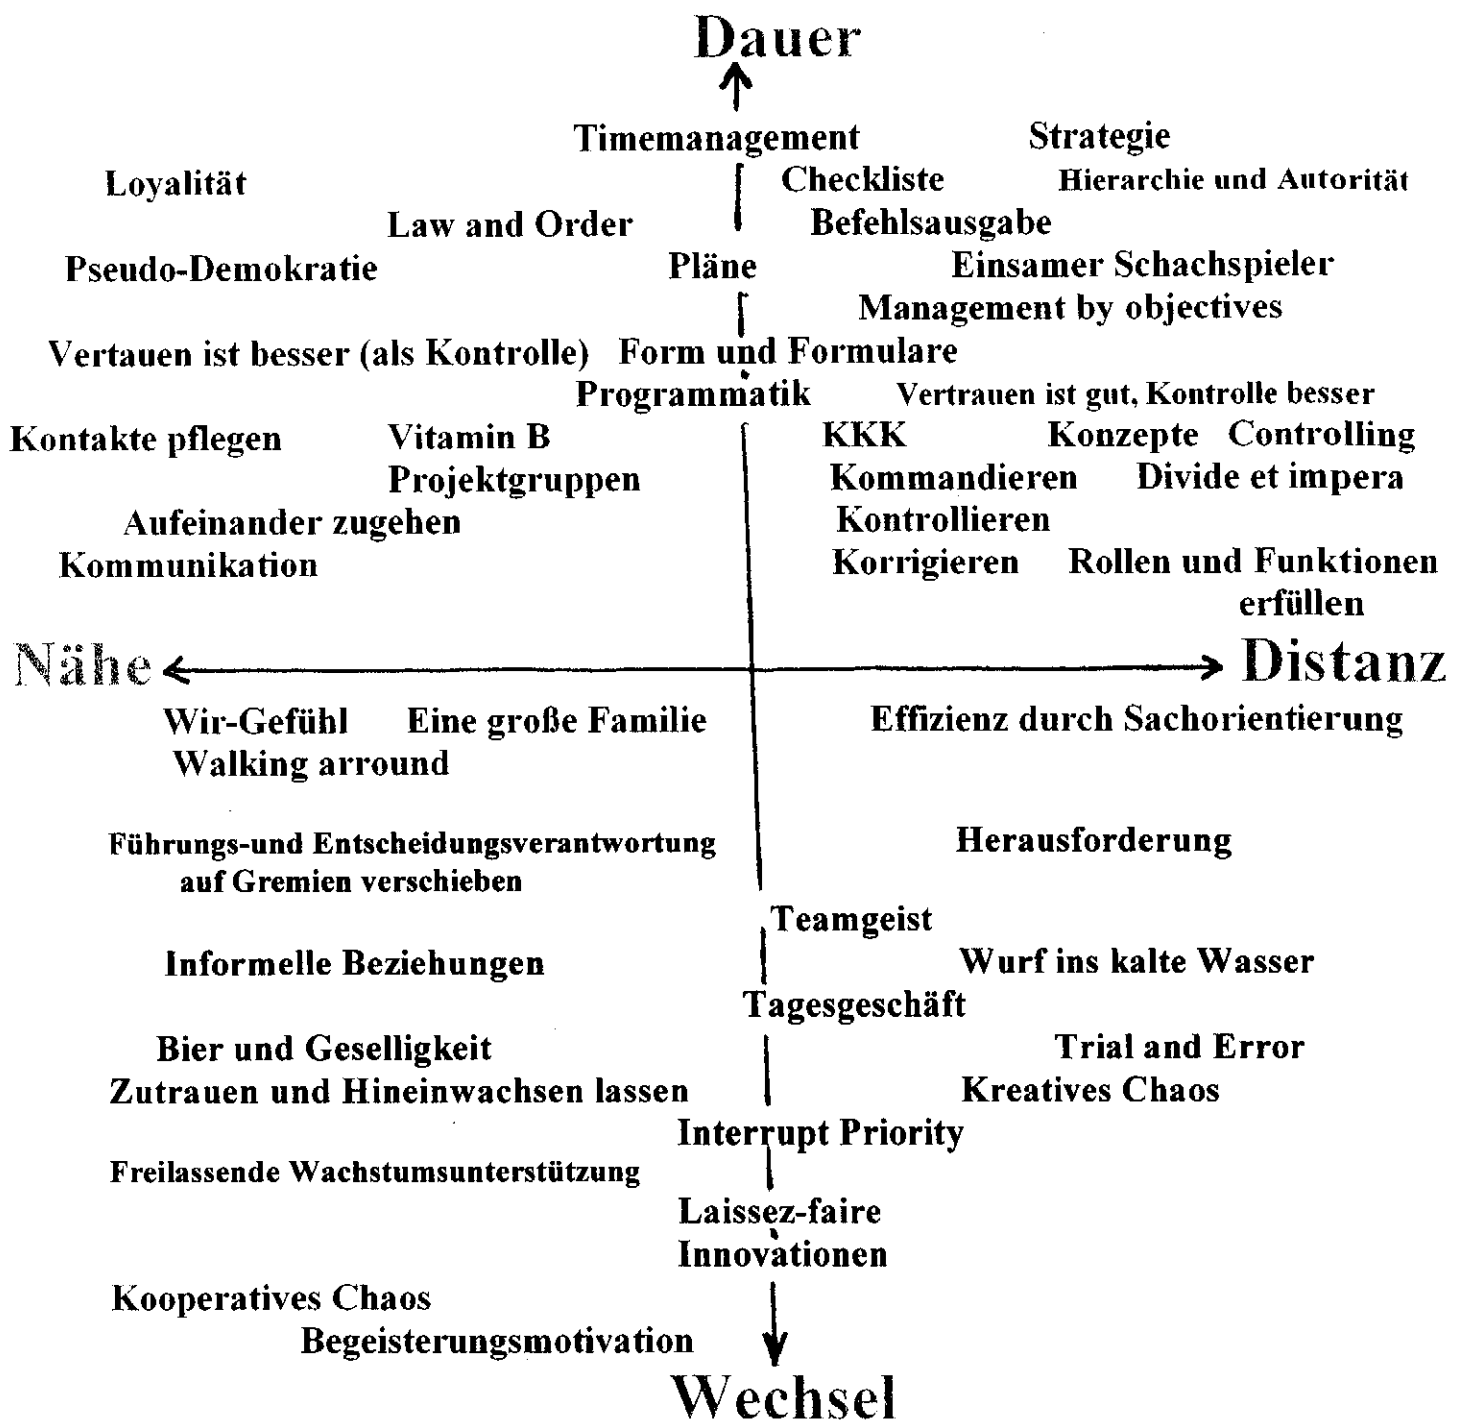 Dauer
Timemanagement Strategie
Loyalität Checkliste Hierarchie und Autorität
Law and Order Befehlsausgabe
Pseudo-Demokratie Pläne Einsamer Schachspieler
Management by objectives
Vertauen ist besser (als Kontrolle) Form und Formulare
Programmatik Vertrauen ist gut, Kontrolle besser
Kontakte pflegen Vitamin B KKK Konzepte Controlling
Projektgruppen Kommandieren Divide et impera
Aufeinander zugehen Kontrollieren
Kommunikation Korrigieren Rollen und Funktionen
erfüllen
Nähe Distanz
Wir-Gefühl Eine große Familie Effizienz durch Sachorientierung
Walking arround
Führungs-und Entscheidungsverantwortung Herausforderung
auf Gremien verschieben
Teamgeist
Informelle Beziehungen Wurf ins kalte Wasser
Tagesgeschäft
Bier und Geselligkeit Trial and Error
Zutrauen und Hineinwachsen lassen Kreatives Chaos
Interrupt Priority
Freilassende Wachstumsunterstützung
Laissez-faire
Innovationen
Kooperatives Chaos
Begeisterungsmotivation
Wechsel